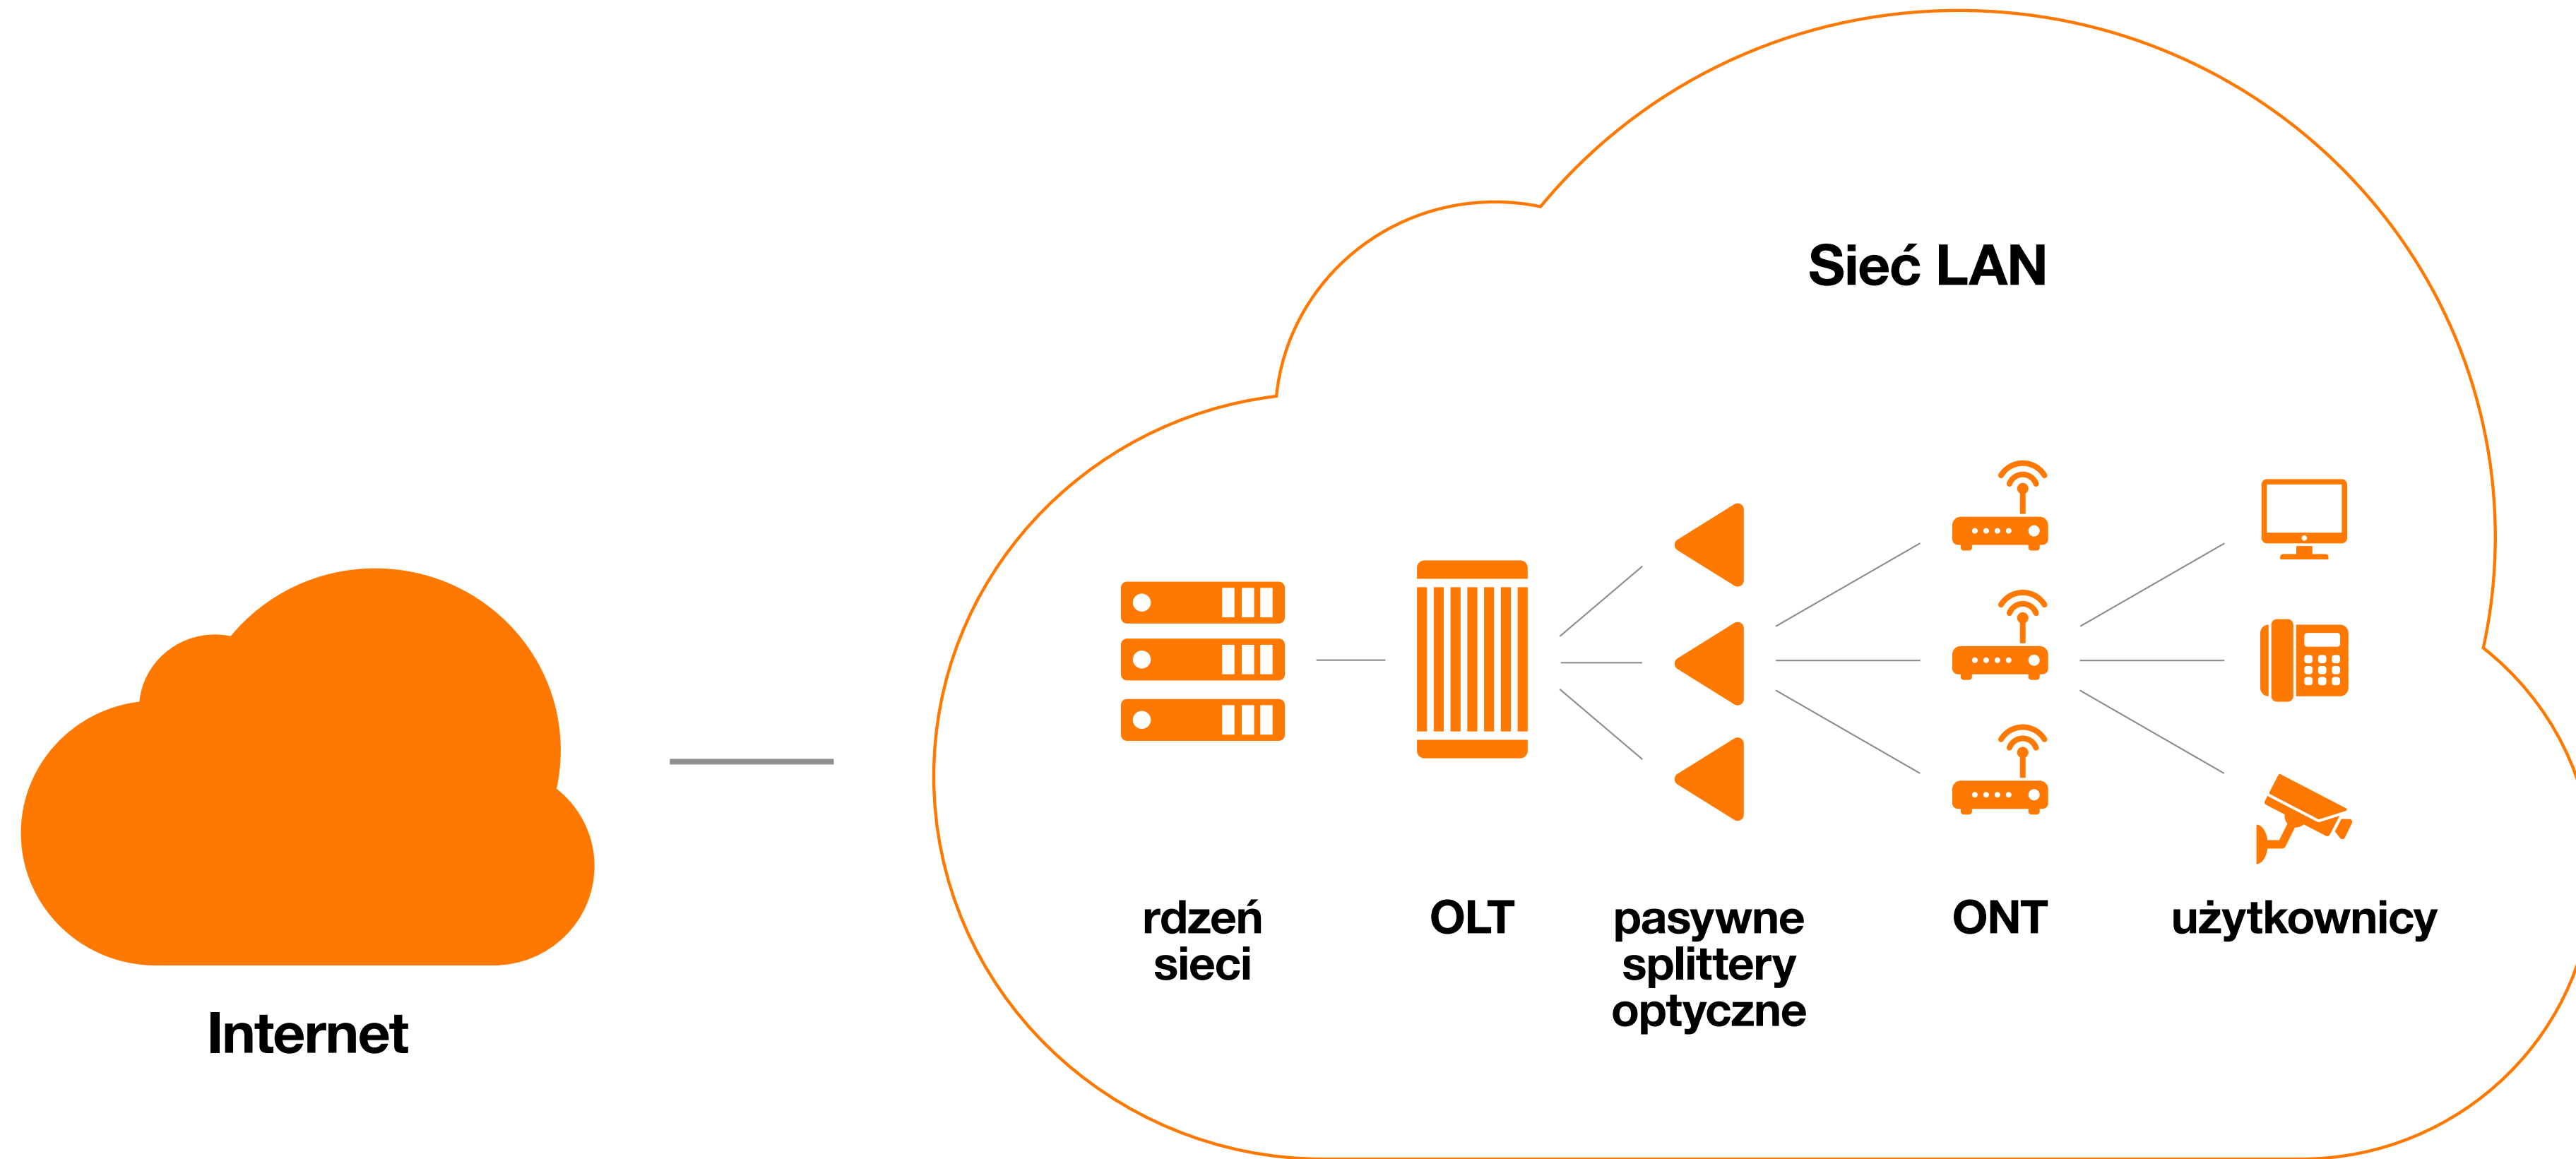 Sieć LAN
rdzeń
sieci
OLT
pasywne
splittery
optyczne
ONT
użytkownicy
Internet